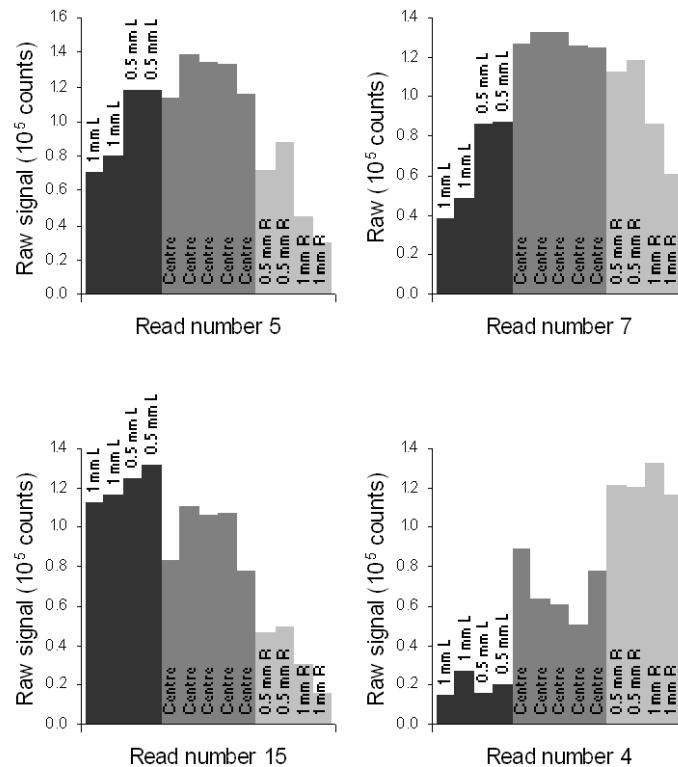 Raw signal (10⁵ counts)
1.6
1.4
1.2
1.0
0.8
0.6
0.4
0.2
0.0
1 mm L
1 mm L
0.5 mm L
0.5 mm L
Centre
Centre
Centre
Centre
Centre
0.5 mm R
0.5 mm R
1 mm R
1 mm R
Read number 5
Raw (10⁵ counts)
1.4
1.2
1.0
0.8
0.6
0.4
0.2
0.0
1 mm L
1 mm L
0.5 mm L
0.5 mm L
Centre
Centre
Centre
Centre
Centre
0.5 mm R
0.5 mm R
1 mm R
1 mm R
Read number 7
Raw signal (10⁵ counts)
1.4
1.2
1.0
0.8
0.6
0.4
0.2
0.0
1 mm L
1 mm L
0.5 mm L
0.5 mm L
Centre
Centre
Centre
Centre
Centre
0.5 mm R
0.5 mm R
1 mm R
1 mm R
Read number 15
Raw signal (10⁵ counts)
1.4
1.2
1.0
0.8
0.6
0.4
0.2
0.0
1 mm L
1 mm L
0.5 mm L
0.5 mm L
Centre
Centre
Centre
Centre
Centre
0.5 mm R
0.5 mm R
1 mm R
1 mm R
Read number 4